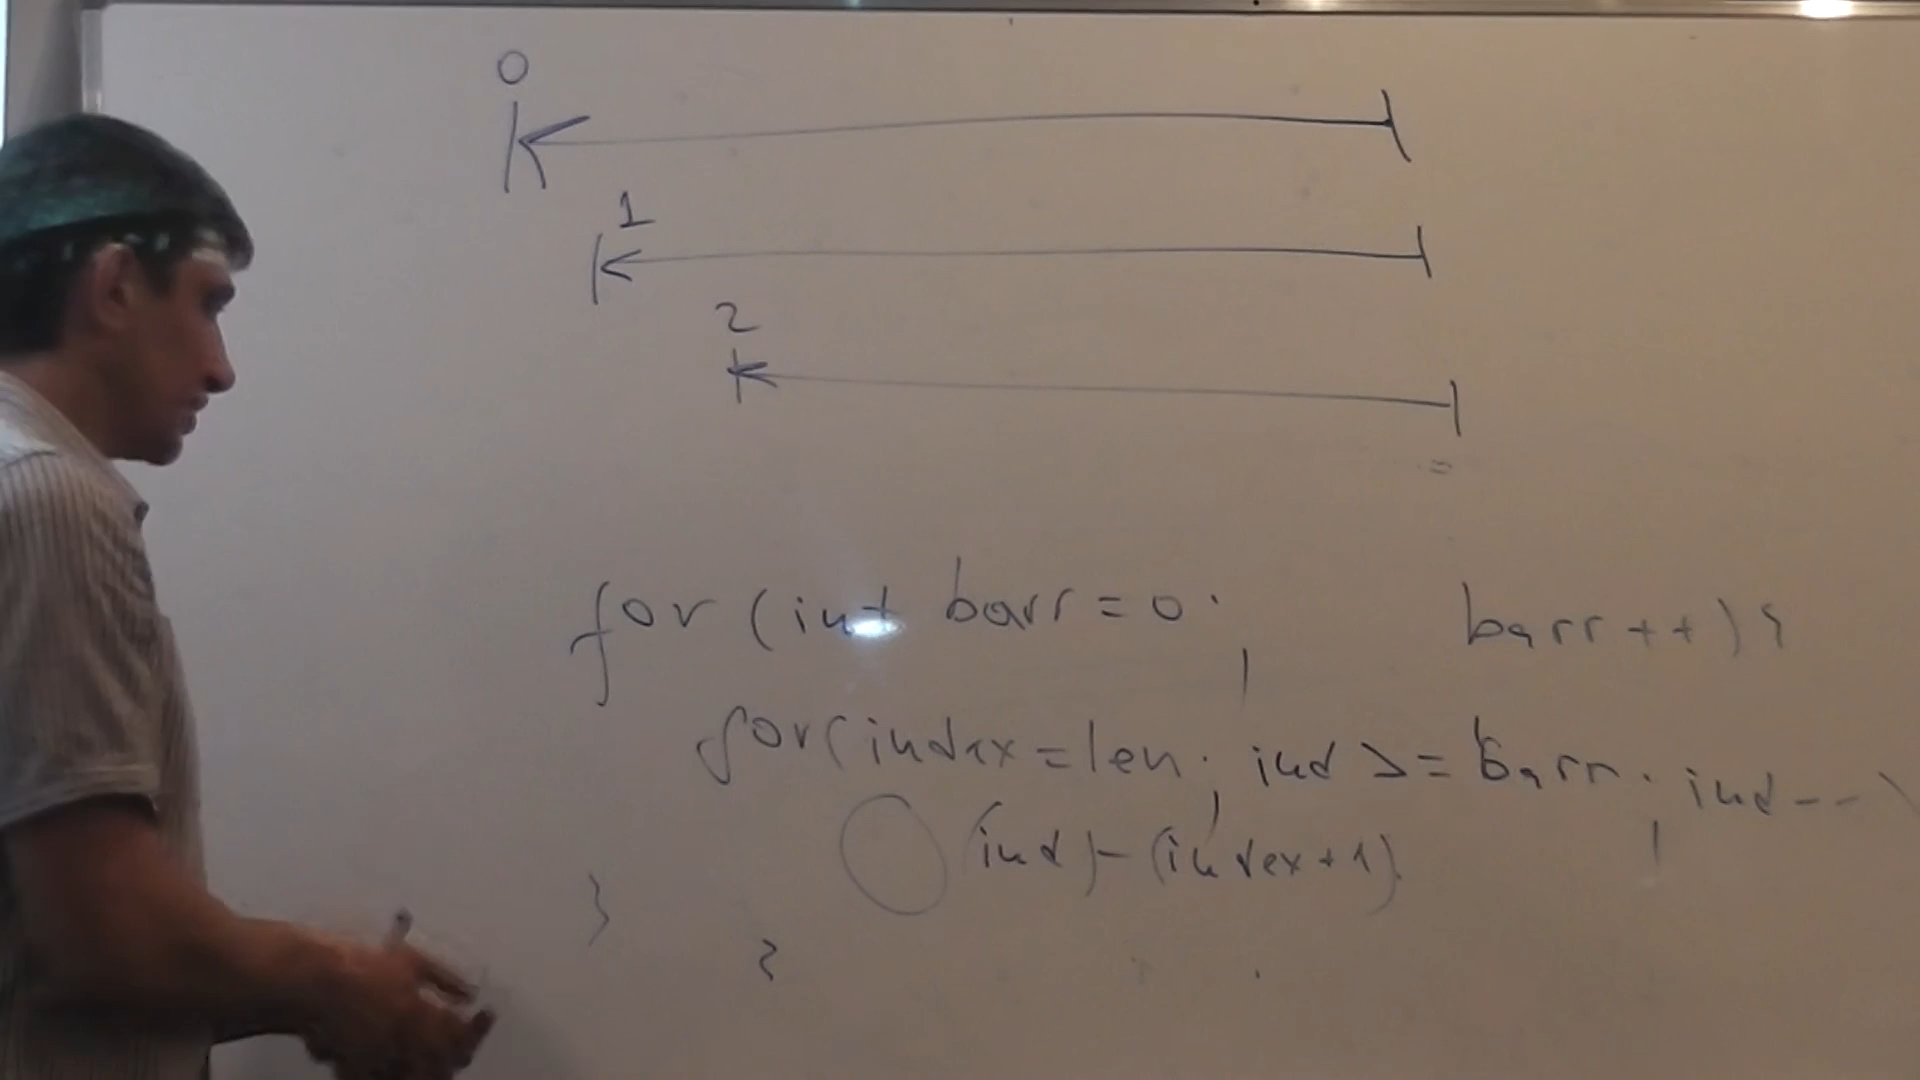 0
1
2
for (int barr = 0; barr++) {
for (index = len; ind >= barr; ind--)
(ind) - (index + 1)
}
}